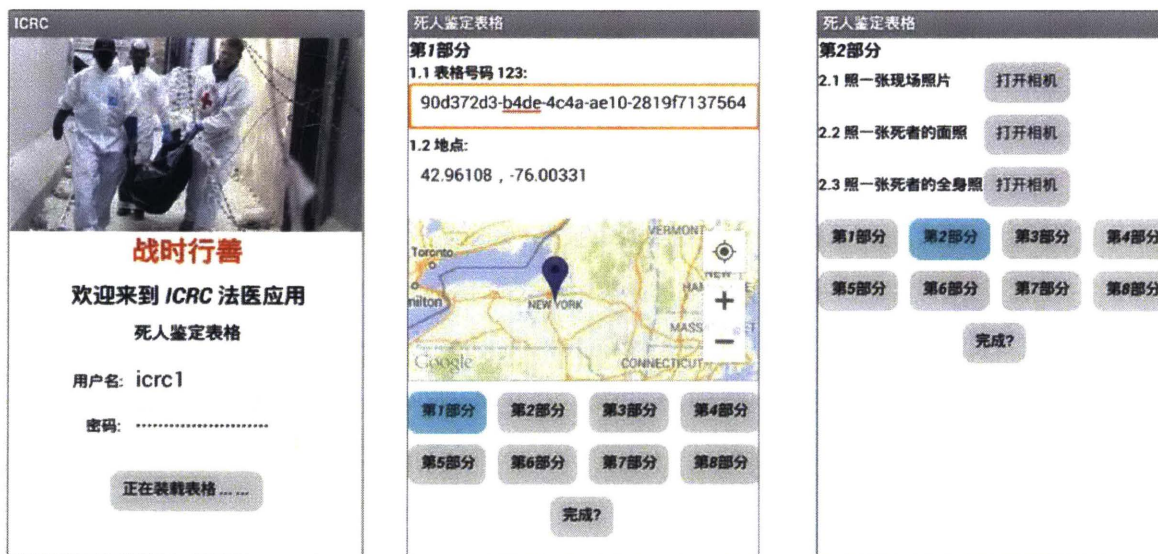 ICRC
战时行善
欢迎来到 ICRC 法医应用
死人鉴定表格
用户名: icrc1
密码: ························
正在装载表格 ... ...
死人鉴定表格
第1部分
1.1 表格号码 123:
90d372d3-b4de-4c4a-ae10-2819f7137564
1.2 地点:
42.96108 , -76.00331
VERMONT
Toronto
NEW
HAM
milton
NEW YORK
+
MASS
−
Google
CONNECTICUT
第1部分 第2部分 第3部分 第4部分
第5部分 第6部分 第7部分 第8部分
完成?
死人鉴定表格
第2部分
2.1 照一张现场照片 打开相机
2.2 照一张死者的面照 打开相机
2.3 照一张死者的全身照 打开相机
第1部分 第2部分 第3部分 第4部分
第5部分 第6部分 第7部分 第8部分
完成?